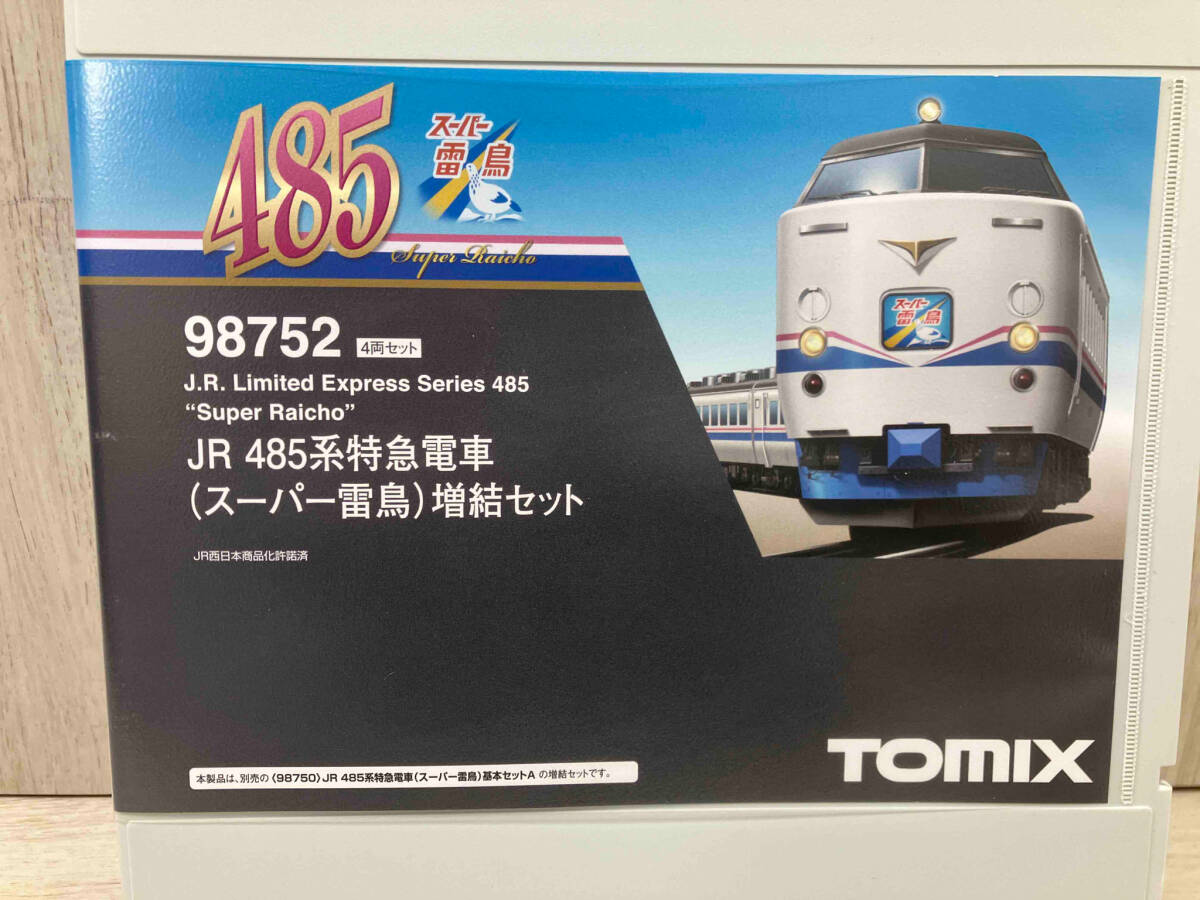 485
スーパー
雷鳥
Super Raicho
スーパー
雷鳥
98752 4両セット
J.R. Limited Express Series 485
“Super Raicho”
JR 485系特急電車
(スーパー雷鳥)増結セット
JR西日本商品化許諾済
本製品は、別売の〈98750〉JR 485系特急電車(スーパー雷鳥)基本セットA の増結セットです。
TOMIX